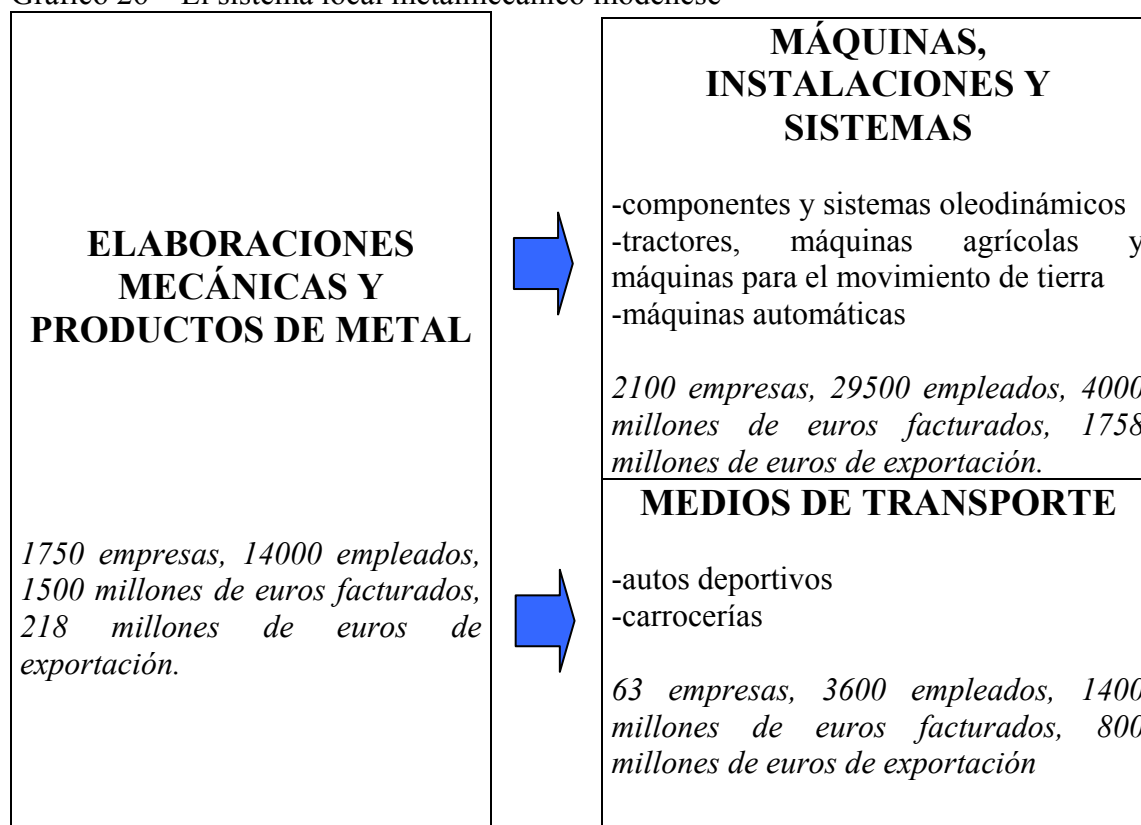 Gráfico 20 – El sistema local metalmecánico modenése
ELABORACIONES
MECÁNICAS Y
PRODUCTOS DE METAL
1750 empresas, 14000 empleados,
1500 millones de euros facturados,
218 millones de euros de
exportación.
MÁQUINAS,
INSTALACIONES Y
SISTEMAS
-componentes y sistemas oleodinámicos
-tractores, máquinas agrícolas y
máquinas para el movimiento de tierra
-máquinas automáticas
2100 empresas, 29500 empleados, 4000
millones de euros facturados, 1758
millones de euros de exportación.
MEDIOS DE TRANSPORTE
-autos deportivos
-carrocerías
63 empresas, 3600 empleados, 1400
millones de euros facturados, 800
millones de euros de exportación